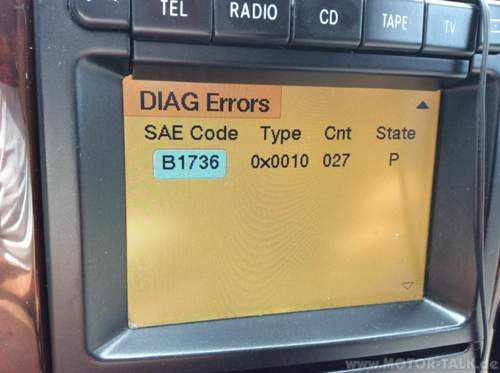 TEL RADIO CD TAPE TV
DIAG Errors
SAE Code Type Cnt State
B1736 0x0010 027 P
www.MOTOR-TALK.de